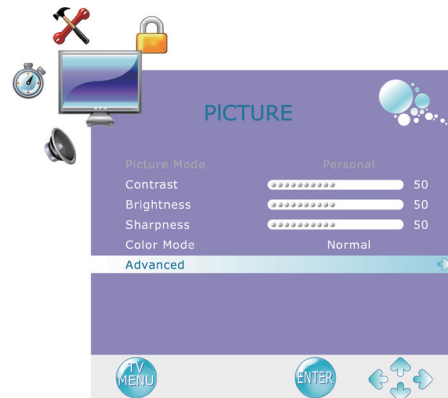 PICTURE
Picture Mode Personal
Contrast 50
Brightness 50
Sharpness 50
Color Mode Normal
Advanced
TV
MENU
ENTER